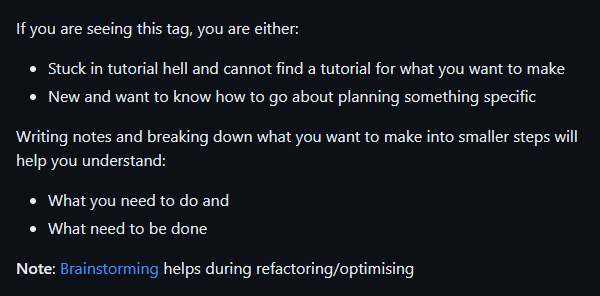 If you are seeing this tag, you are either:
• Stuck in tutorial hell and cannot find a tutorial for what you want to make
• New and want to know how to go about planning something specific
Writing notes and breaking down what you want to make into smaller steps will
help you understand:
• What you need to do and
• What need to be done
Note: Brainstorming helps during refactoring/optimising